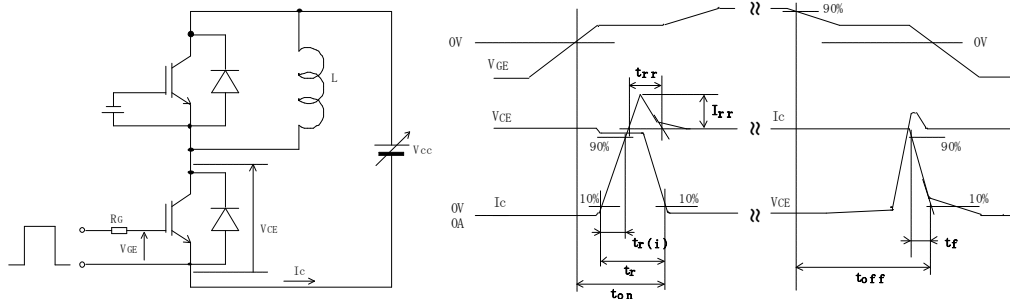 L
Vcc
RG
VGE
VCE
Ic
0V
VGE
trr
Irr
VCE
90%
Ic
10%
10%
0V
0A
tr(i)
tr
ton
90%
0V
Ic
90%
VCE
10%
tf
toff